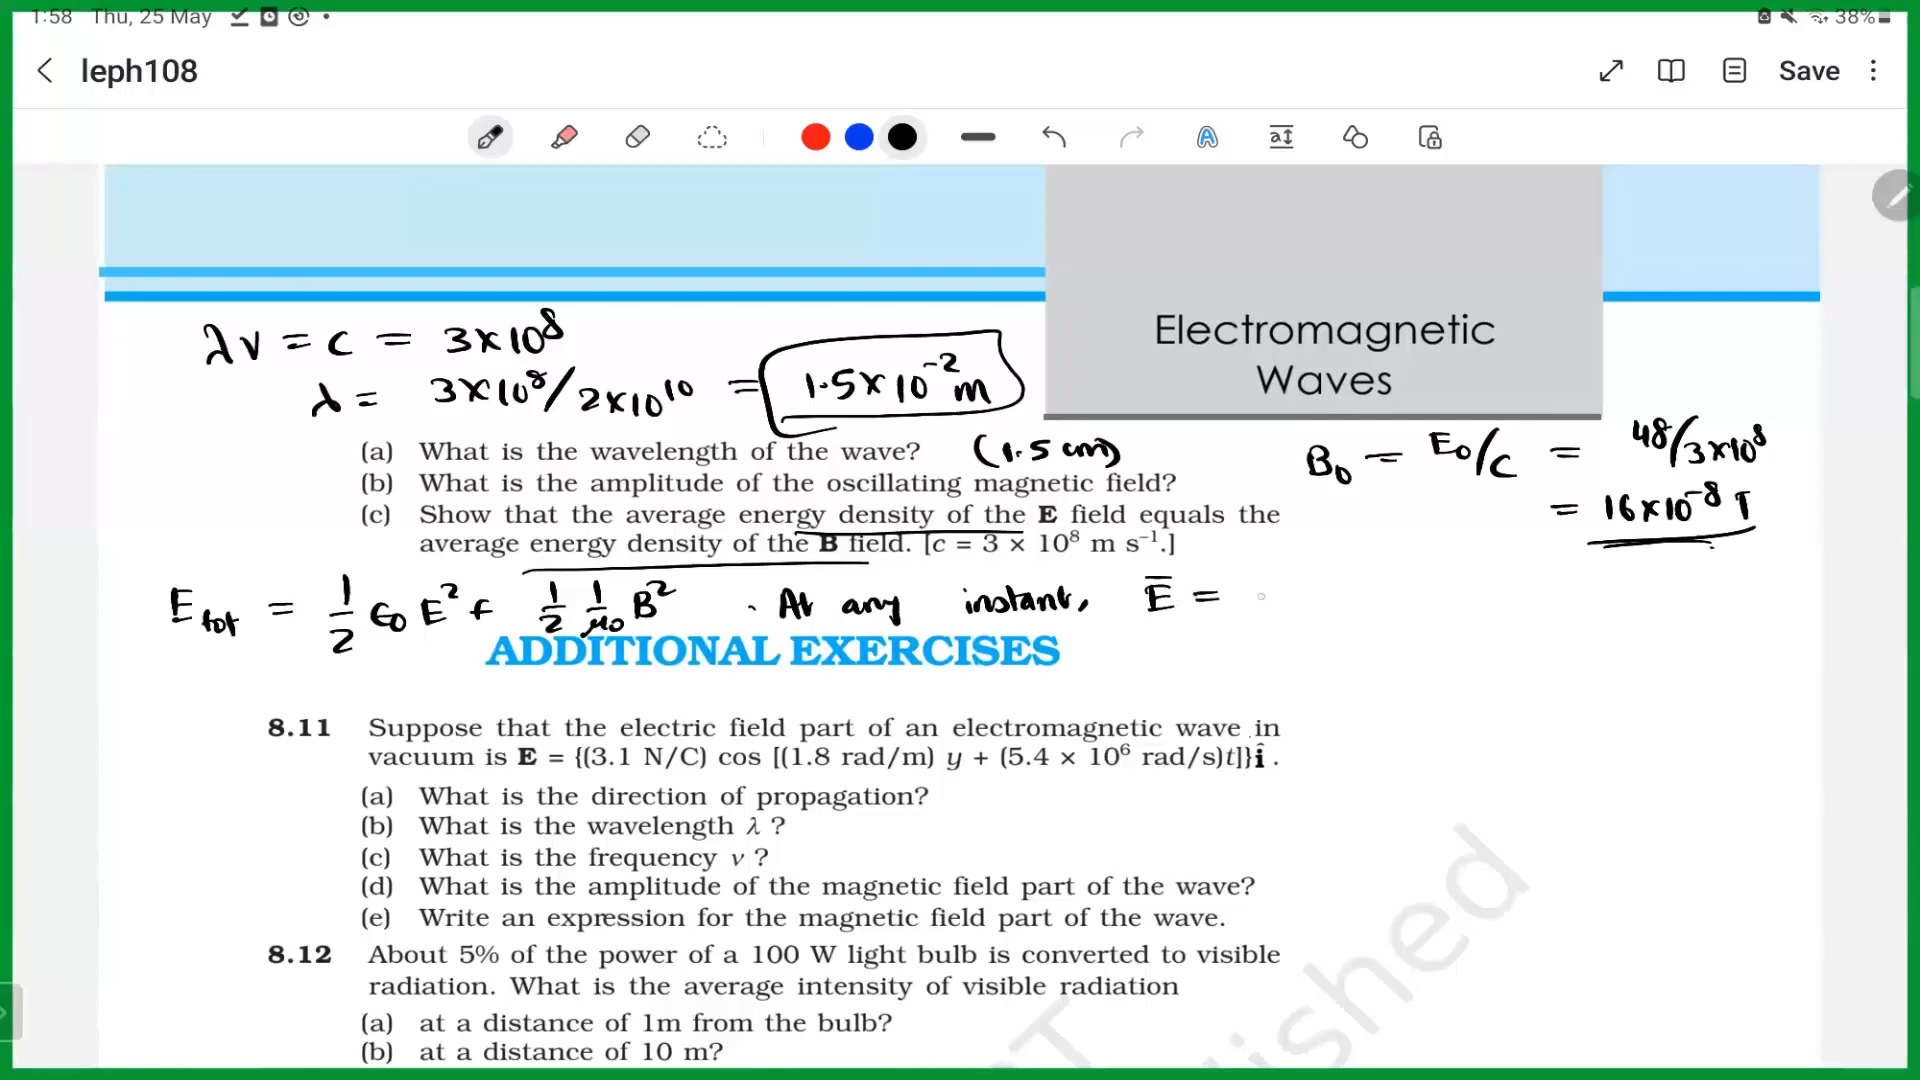 1:58 Thu, 25 May
38%
leph108
Save
Electromagnetic
Waves
λν = c = 3×10⁸
λ = 3×10⁸/2×10¹⁰ = 1.5×10⁻² m
(a) What is the wavelength of the wave? (1.5 cm)
(b) What is the amplitude of the oscillating magnetic field?
(c) Show that the average energy density of the E field equals the
average energy density of the B field. [c = 3 × 10⁸ m s⁻¹.]
B₀ = E₀/c = 48/3×10⁸
= 16×10⁻⁸ T
E tot = 1/2 ϵ₀ E² + 1/2 1/μ₀ B² . At any instant, E̅ =
ADDITIONAL EXERCISES
8.11 Suppose that the electric field part of an electromagnetic wave in
vacuum is E = {(3.1 N/C) cos [(1.8 rad/m) y + (5.4 × 10⁶ rad/s)t]}î .
(a) What is the direction of propagation?
(b) What is the wavelength λ ?
(c) What is the frequency ν ?
(d) What is the amplitude of the magnetic field part of the wave?
(e) Write an expression for the magnetic field part of the wave.
8.12 About 5% of the power of a 100 W light bulb is converted to visible
radiation. What is the average intensity of visible radiation
(a) at a distance of 1m from the bulb?
(b) at a distance of 10 m?